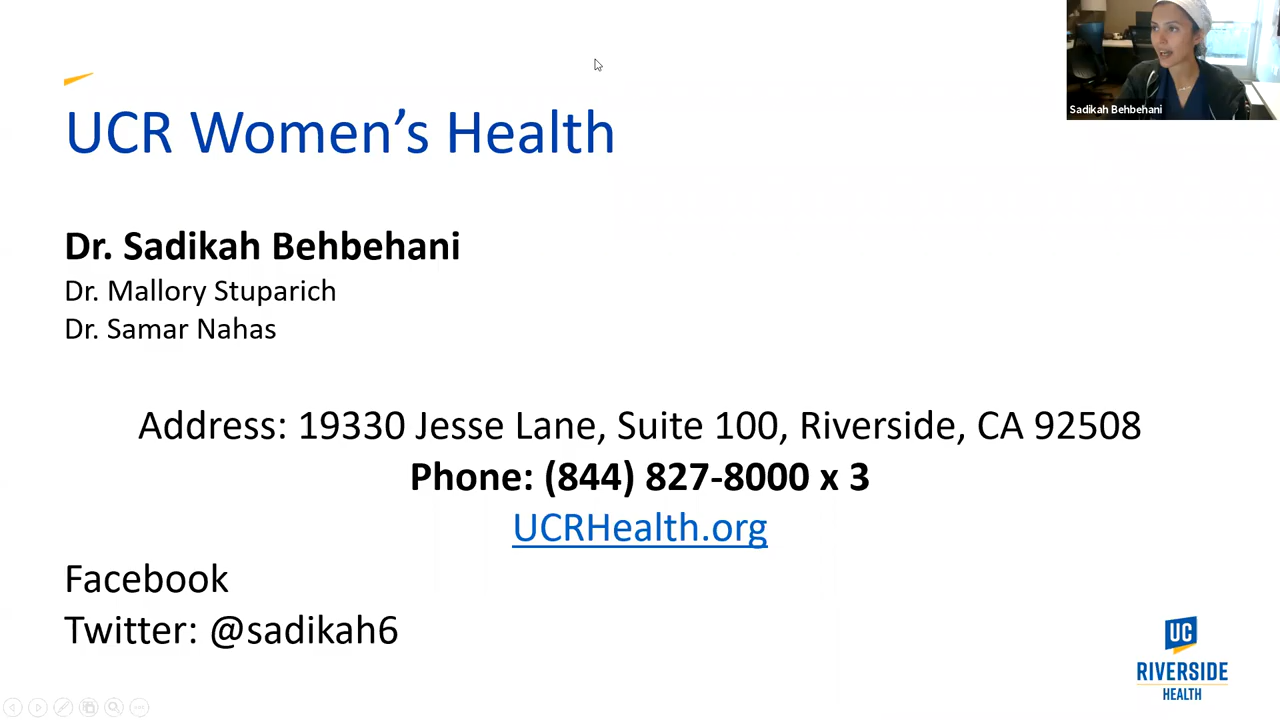 Sadikah Behbehani
UCR Women's Health
Dr. Sadikah Behbehani
Dr. Mallory Stuparich
Dr. Samar Nahas
Address: 19330 Jesse Lane, Suite 100, Riverside, CA 92508
Phone: (844) 827-8000 x 3
UCRHealth.org
Facebook
Twitter: @sadikah6
UC
RIVERSIDE
HEALTH